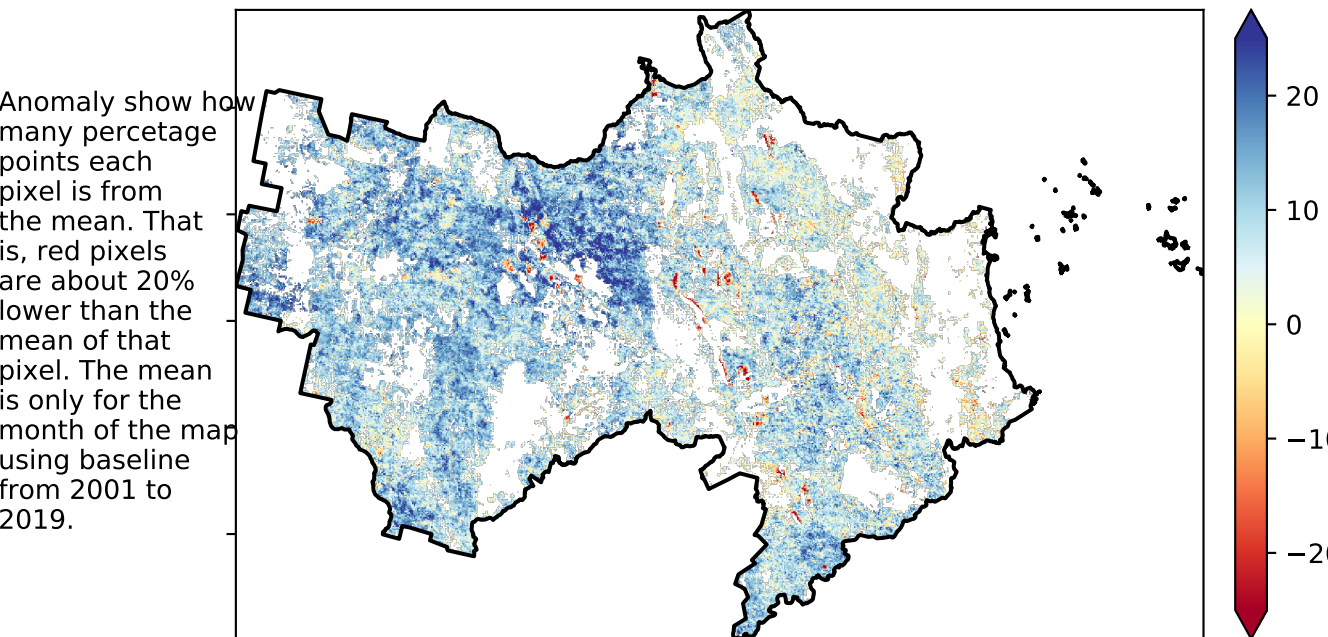 Anomaly show how
many percetage
points each
pixel is from
the mean. That
is, red pixels
are about 20%
lower than the
mean of that
pixel. The mean
is only for the
month of the map
using baseline
from 2001 to
2019.
20
10
0
−10
−20